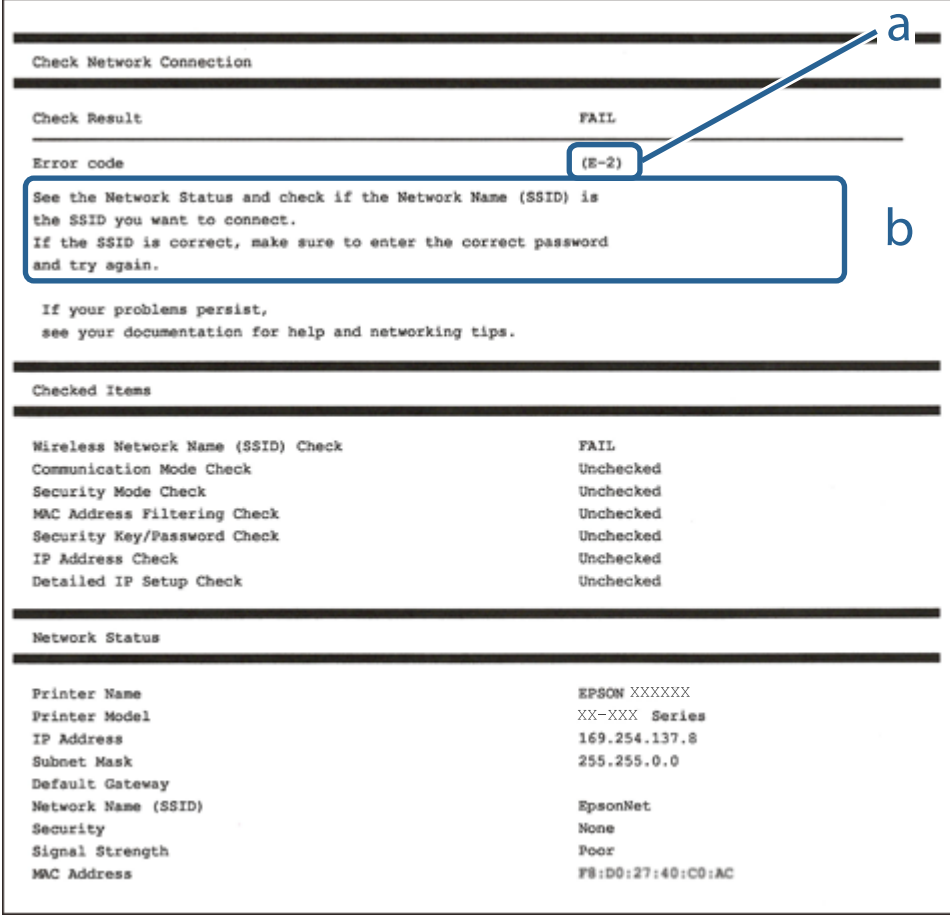 a
Check Network Connection
Check Result FAIL
Error code (E-2)
See the Network Status and check if the Network Name (SSID) is
the SSID you want to connect.
If the SSID is correct, make sure to enter the correct password
and try again.
b
If your problems persist,
see your documentation for help and networking tips.
Checked Items
Wireless Network Name (SSID) Check FAIL
Communication Mode Check Unchecked
Security Mode Check Unchecked
MAC Address Filtering Check Unchecked
Security Key/Password Check Unchecked
IP Address Check Unchecked
Detailed IP Setup Check Unchecked
Network Status
Printer Name EPSON XXXXXX
Printer Model XX-XXX Series
IP Address 169.254.137.8
Subnet Mask 255.255.0.0
Default Gateway
Network Name (SSID) EpsonNet
Security None
Signal Strength Poor
MAC Address F8:D0:27:40:C0:AC